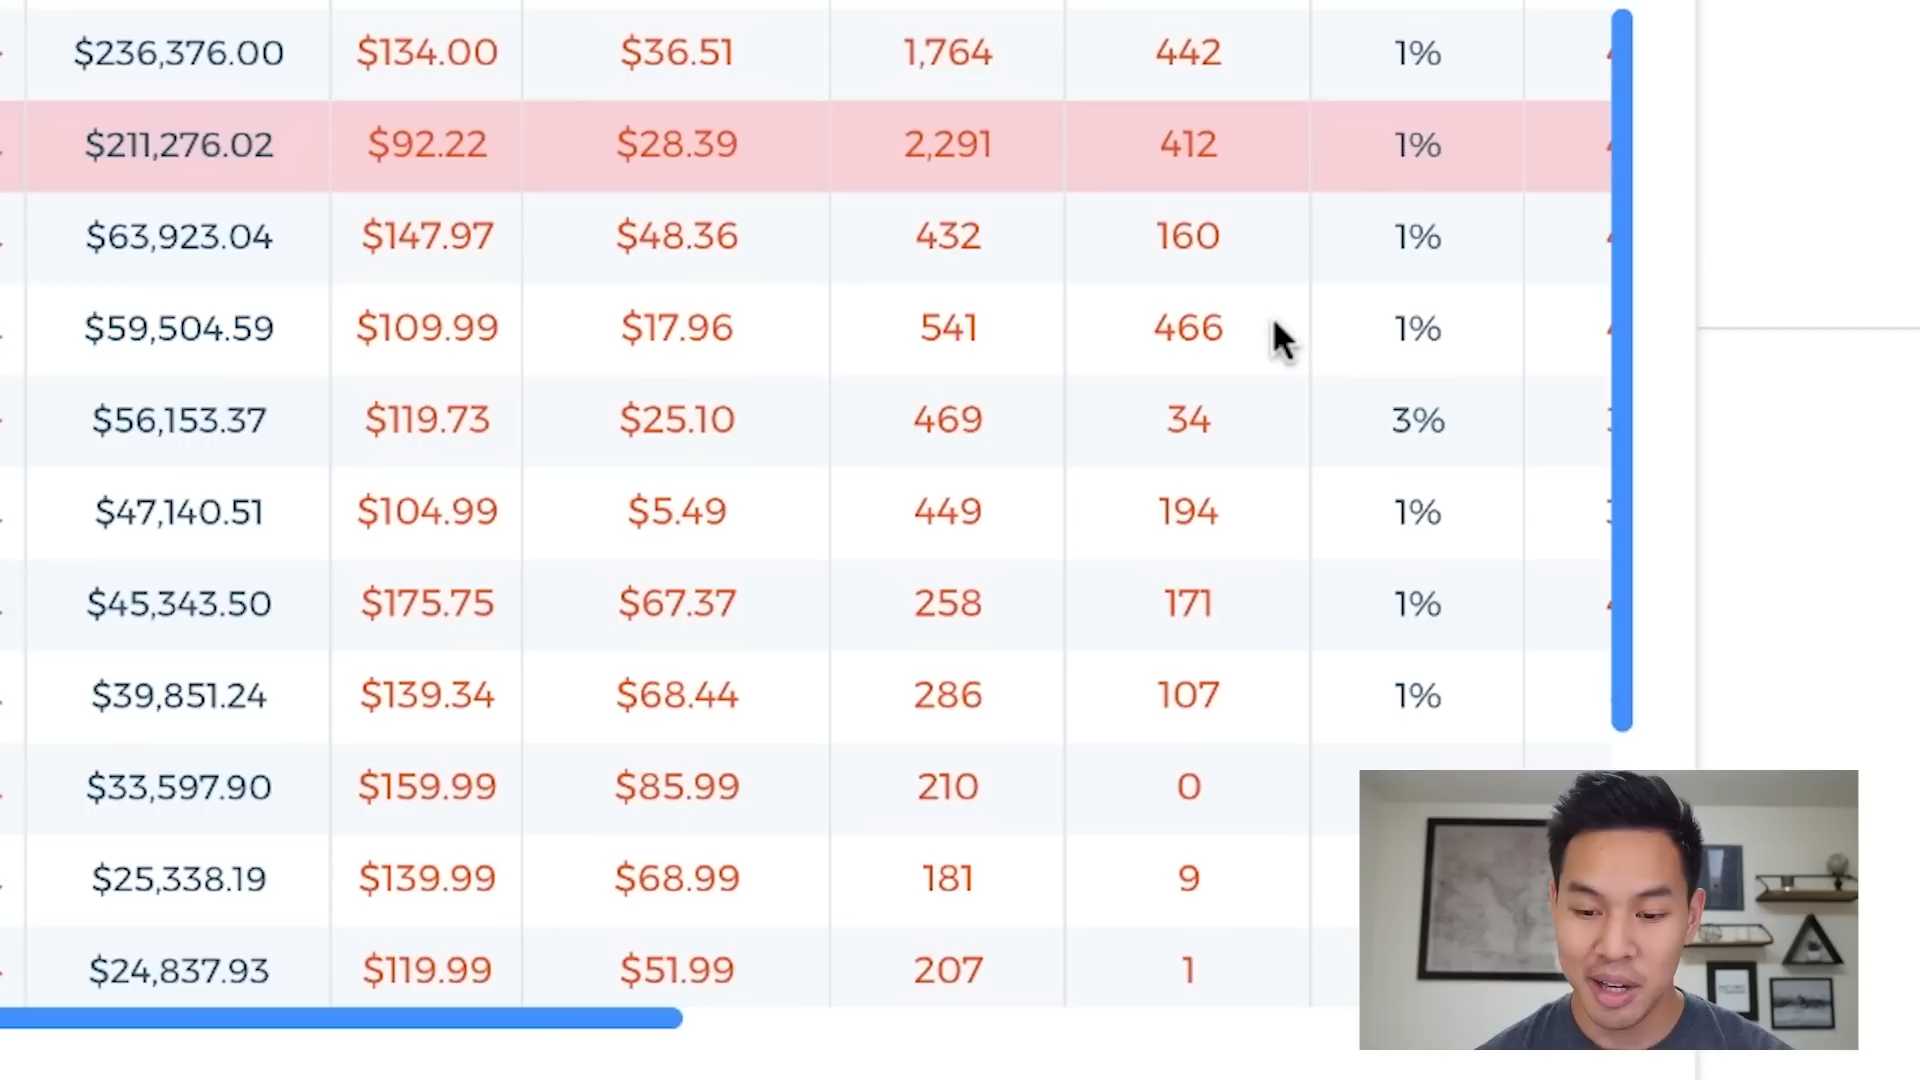 $236,376.00 $134.00 $36.51 1,764 442 1%
$211,276.02 $92.22 $28.39 2,291 412 1%
$63,923.04 $147.97 $48.36 432 160 1%
$59,504.59 $109.99 $17.96 541 466 1%
$56,153.37 $119.73 $25.10 469 34 3%
$47,140.51 $104.99 $5.49 449 194 1%
$45,343.50 $175.75 $67.37 258 171 1%
$39,851.24 $139.34 $68.44 286 107 1%
$33,597.90 $159.99 $85.99 210 0
$25,338.19 $139.99 $68.99 181 9
$24,837.93 $119.99 $51.99 207 1